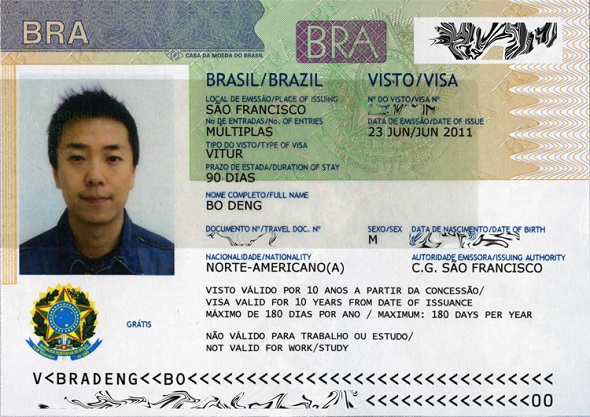 BRA
CASA DA MOEDA DO BRASIL
BRA
BRASIL/BRAZIL VISTO/VISA
LOCAL DE EMISSÃO/PLACE OF ISSUING Nº DO VISTO/VISA Nº
SÃO FRANCISCO
No DE ENTRADAS/No. OF ENTRIES DATA DE EMISSÃO/DATE OF ISSUE
MÚLTIPLAS 23 JUN/JUN 2011
TIPO DO VISTO/TYPE OF VISA
VITUR
PRAZO DE ESTADA/DURATION OF STAY
90 DIAS
NOME COMPLETO/FULL NAME
BO DENG
DOCUMENTO Nº/TRAVEL DOC. Nº SEXO/SEX DATA DE NASCIMENTO/DATE OF BIRTH
M
NACIONALIDADE/NATIONALITY AUTORIDADE EMISSORA/ISSUING AUTHORITY
NORTE-AMERICANO(A) C.G. SÃO FRANCISCO
VISTO VÁLIDO POR 10 ANOS A PARTIR DA CONCESSÃO/
VISA VALID FOR 10 YEARS FROM DATE OF ISSUANCE
GRÁTIS
MÁXIMO DE 180 DIAS POR ANO / MAXIMUM: 180 DAYS PER YEAR
NÃO VÁLIDO PARA TRABALHO OU ESTUDO/
NOT VALID FOR WORK/STUDY
V<BRADENG<<BO<<<<<<<<<<<<<<<<<<<<<<<<<<<<<<<
<<<<<<<<<<<<<<<00